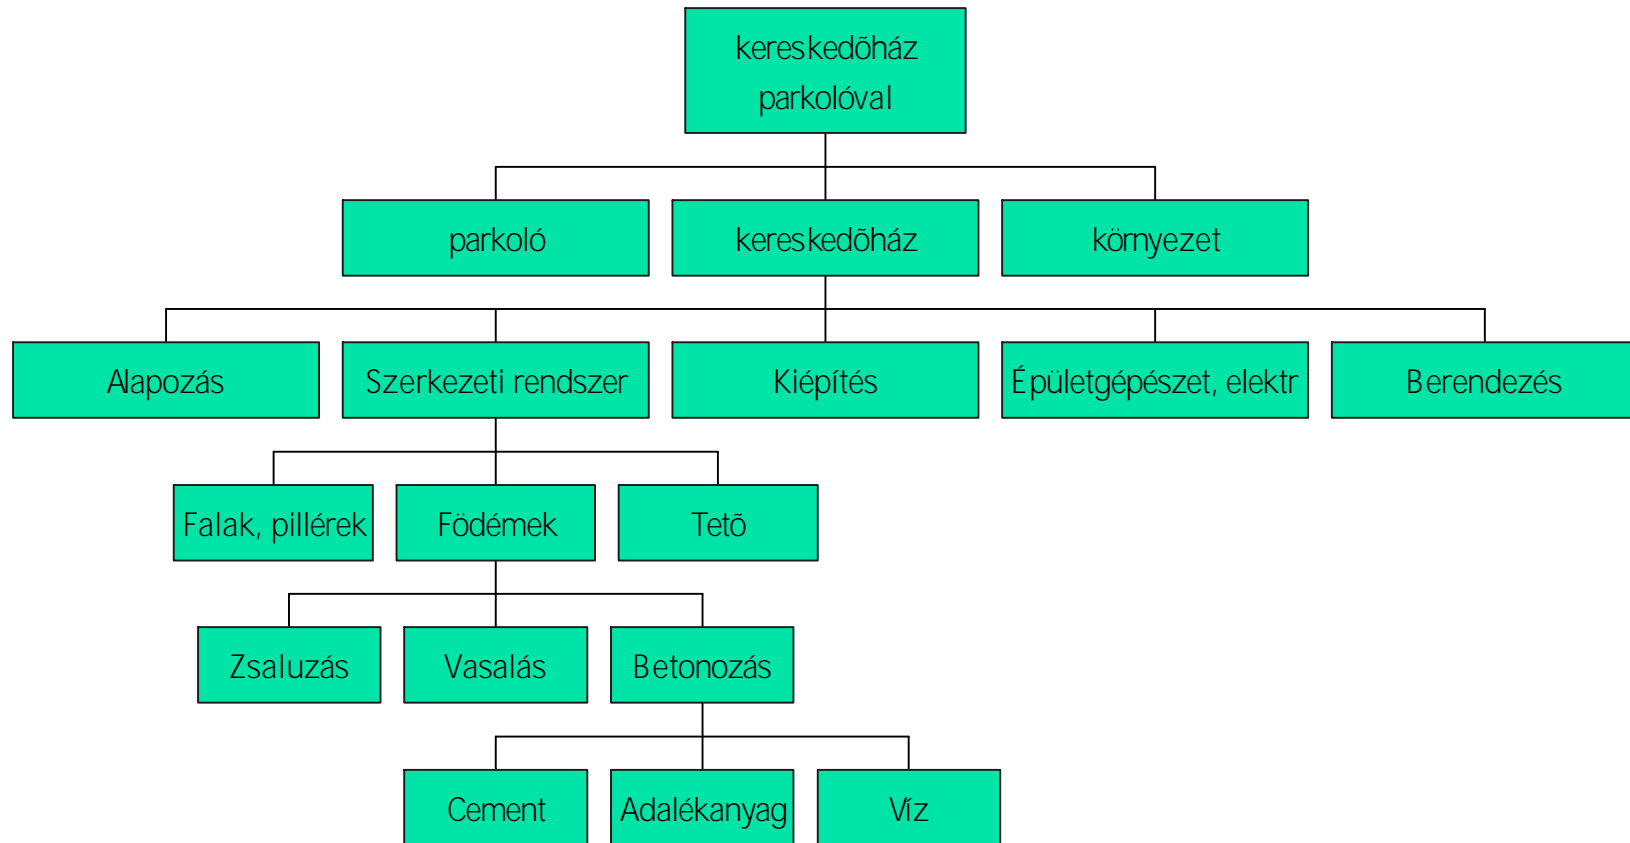 kereskedõház
parkolóval
parkoló
kereskedõház
környezet
Alapozás
Szerkezeti rendszer
Kiépítés
Épületgépészet, elektr
Berendezés
Falak, pillérek
Födémek
Tetõ
Zsaluzás
Vasalás
Betonozás
Cement
Adalékanyag
Víz